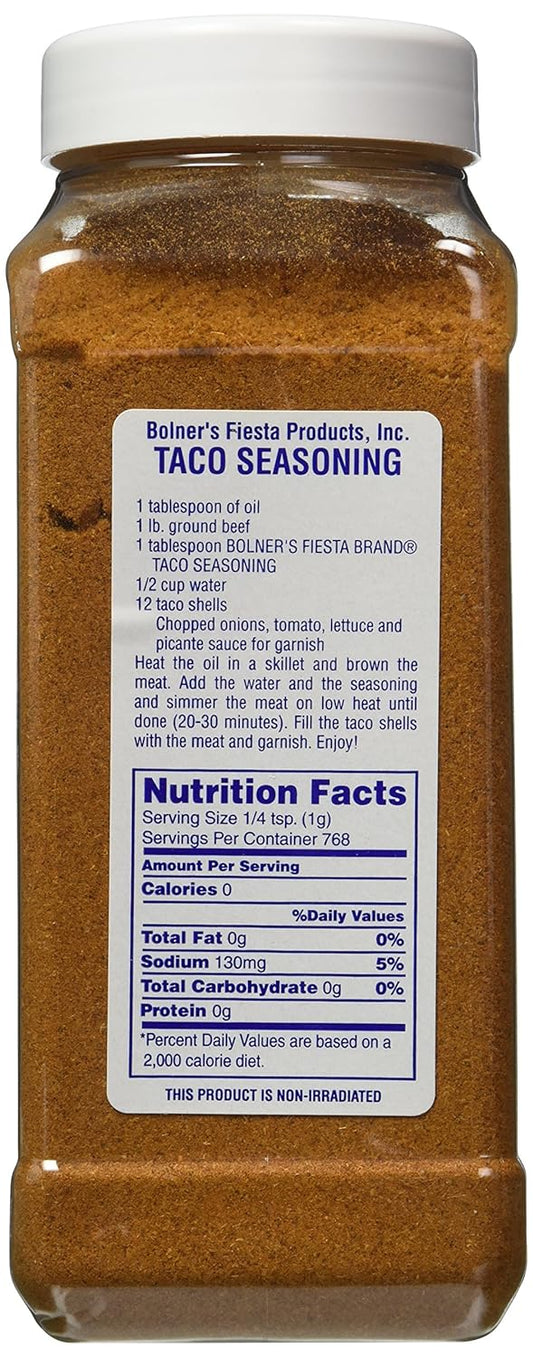 Bolner's Fiesta Products, Inc.
TACO SEASONING
1 tablespoon of oil
1 lb. ground beef
1 tablespoon BOLNER'S FIESTA BRAND®
TACO SEASONING
1/2 cup water
12 taco shells
Chopped onions, tomato, lettuce and
picante sauce for garnish
Heat the oil in a skillet and brown the
meat. Add the water and the seasoning
and simmer the meat on low heat until
done (20-30 minutes). Fill the taco shells
with the meat and garnish. Enjoy!
Nutrition Facts
Serving Size 1/4 tsp. (1g)
Servings Per Container 768
Amount Per Serving
Calories 0
%Daily Values
Total Fat 0g 0%
Sodium 130mg 5%
Total Carbohydrate 0g 0%
Protein 0g
*Percent Daily Values are based on a
2,000 calorie diet.
THIS PRODUCT IS NON-IRRADIATED